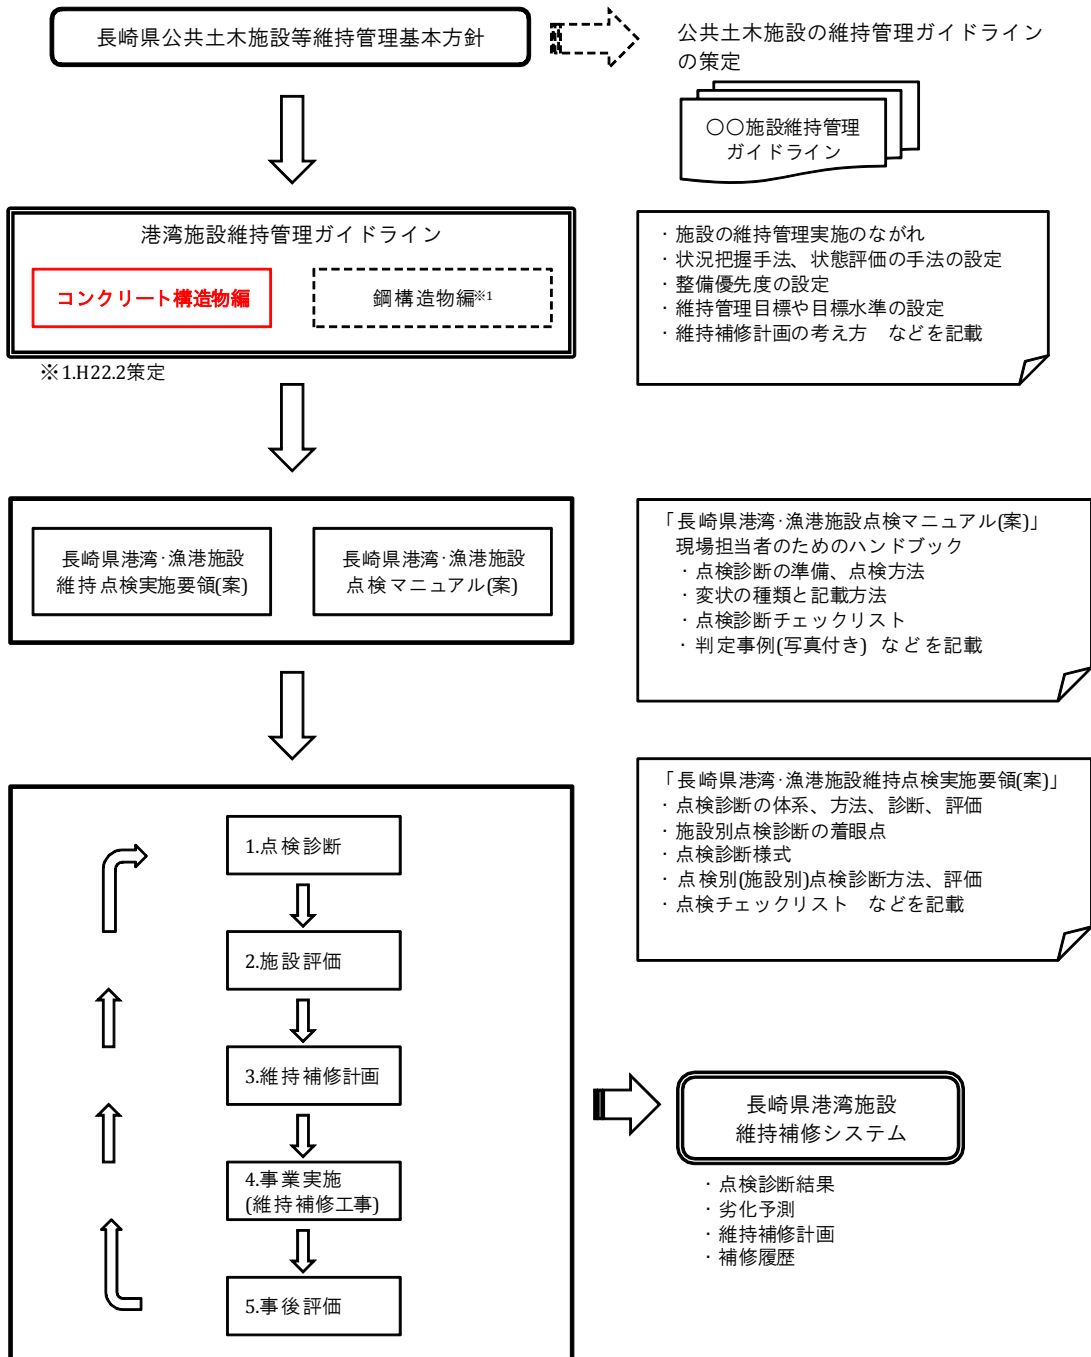 長崎県公共土木施設等維持管理基本方針
公共土木施設の維持管理ガイドライン
の策定
〇〇施設維持管理
ガイドライン
港湾施設維持管理ガイドライン
コンクリート構造物編
鋼構造物編※1
※1.H22.2策定
・施設の維持管理実施のながれ
・状況把握手法、状態評価の手法の設定
・整備優先度の設定
・維持管理目標や目標水準の設定
・維持補修計画の考え方　などを記載
長崎県港湾・漁港施設
維持点検実施要領(案)
長崎県港湾・漁港施設
点検マニュアル(案)
「長崎県港湾・漁港施設点検マニュアル(案)」
現場担当者のためのハンドブック
・点検診断の準備、点検方法
・変状の種類と記載方法
・点検診断チェックリスト
・判定事例(写真付き)　などを記載
「長崎県港湾・漁港施設維持点検実施要領(案)」
・点検診断の体系、方法、診断、評価
・施設別点検診断の着眼点
・点検診断様式
・点検別(施設別)点検診断方法、評価
・点検チェックリスト　などを記載
1.点検診断
2.施設評価
3.維持補修計画
4.事業実施
(維持補修工事)
5.事後評価
長崎県港湾施設
維持補修システム
・点検診断結果
・劣化予測
・維持補修計画
・補修履歴